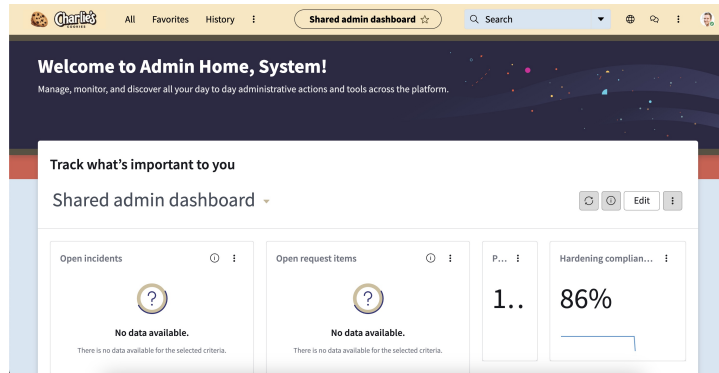 Charlie's
COOKIES
All Favorites History
Shared admin dashboard
Search
Welcome to Admin Home, System!
Manage, monitor, and discover all your day to day administrative actions and tools across the platform.
Track what's important to you
Shared admin dashboard
Edit
Open incidents
?
No data available.
There is no data available for the selected criteria.
Open request items
?
No data available.
There is no data available for the selected criteria.
P...
1..
Hardening complian...
86%